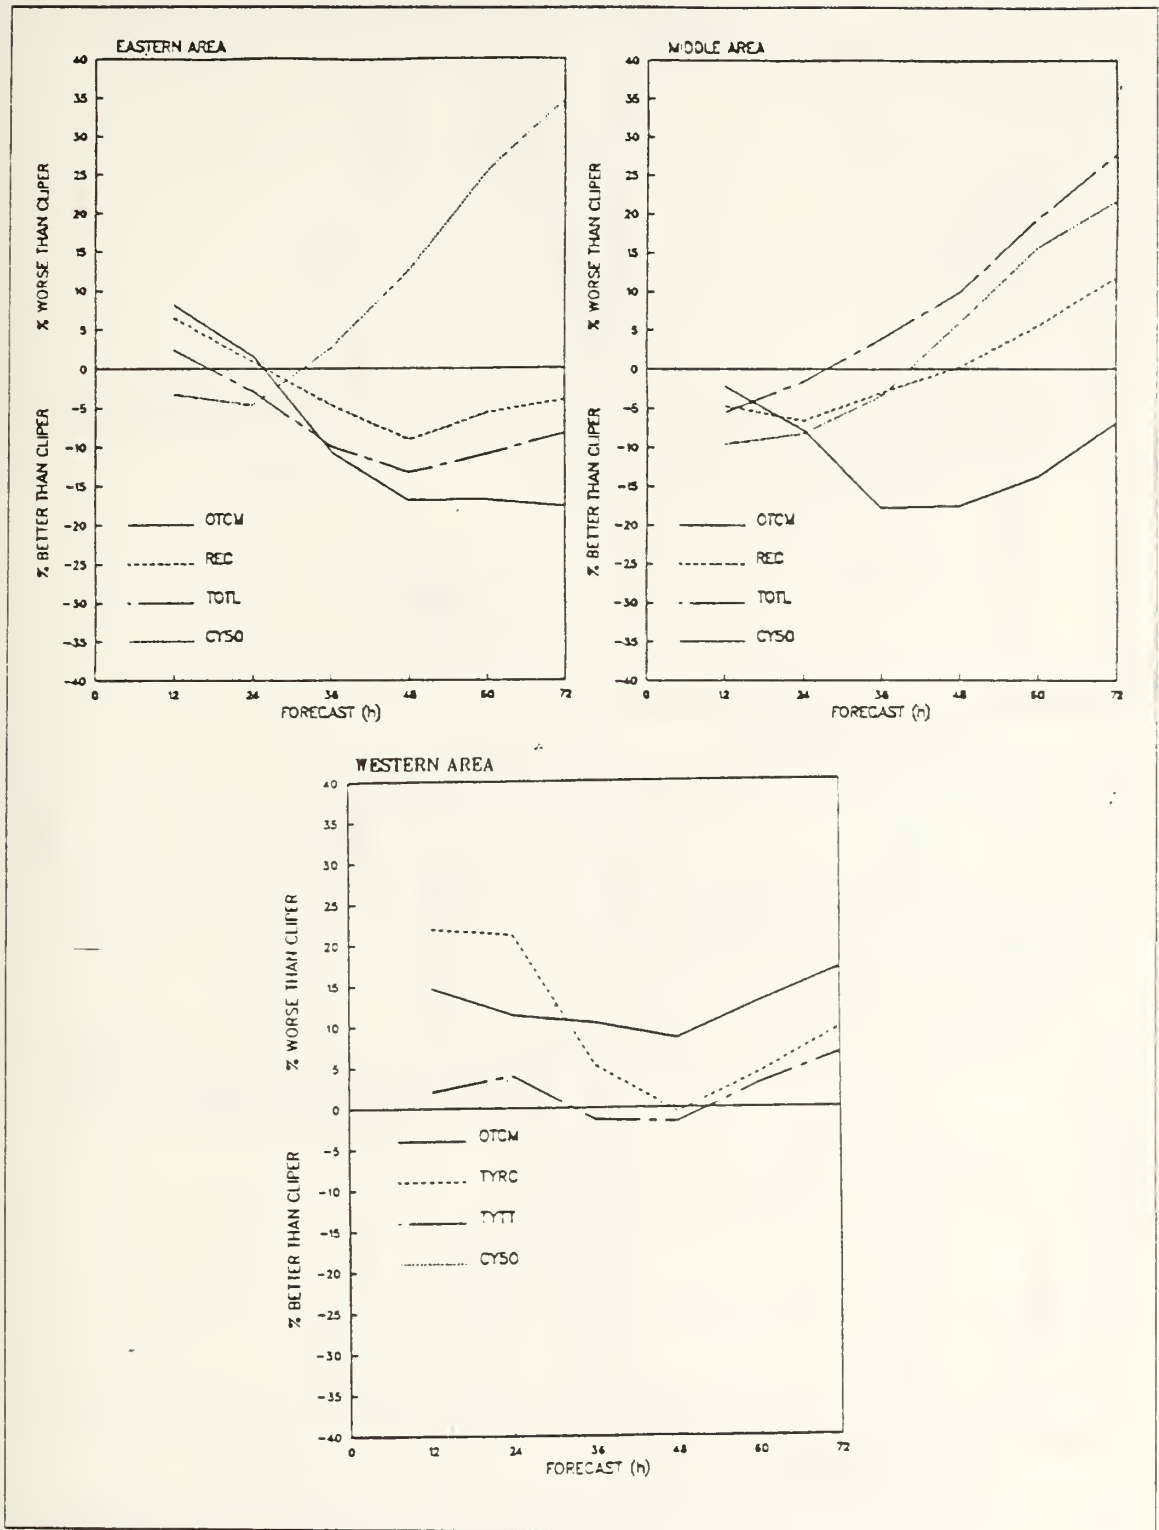 EASTERN AREA
% WORSE THAN CLIPER
% BETTER THAN CLIPER
40
35
30
25
20
15
10
5
0
-5
-10
-15
-20
-25
-30
-35
-40
OTCM
REC
TOTL
CY50
0 12 24 36 48 60 72
FORECAST (h)
MIDDLE AREA
% WORSE THAN CLIPER
% BETTER THAN CLIPER
40
35
30
25
20
15
10
5
0
-5
-10
-15
-20
-25
-30
-35
-40
OTCM
REC
TOTL
CY50
0 12 24 36 48 60 72
FORECAST (h)
WESTERN AREA
% WORSE THAN CLIPER
% BETTER THAN CLIPER
40
35
30
25
20
15
10
5
0
-5
-10
-15
-20
-25
-30
-35
-40
OTCM
TYRC
TYTT
CY50
0 12 24 36 48 60 72
FORECAST (h)